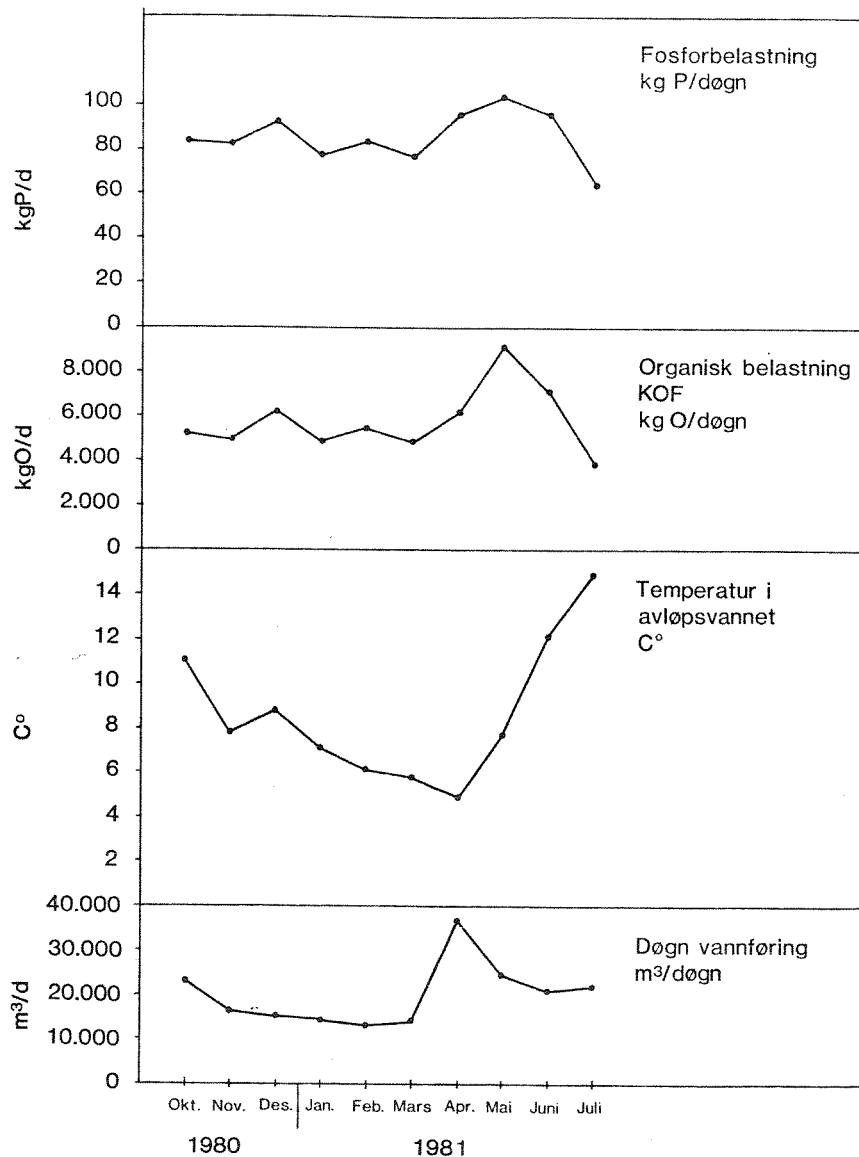 Fosforbelastning
kg P/døgn
100
80
60
40
20
0
kgP/d
Organisk belastning
KOF
kg O/døgn
8.000
6.000
4.000
2.000
0
kgO/d
Temperatur i
avløpsvannet
C°
14
12
10
8
6
4
2
C°
Døgn vannføring
m³/døgn
40.000
30.000
20.000
10.000
0
m³/d
Okt. Nov. Des. Jan. Feb. Mars Apr. Mai Juni Juli
1980 1981